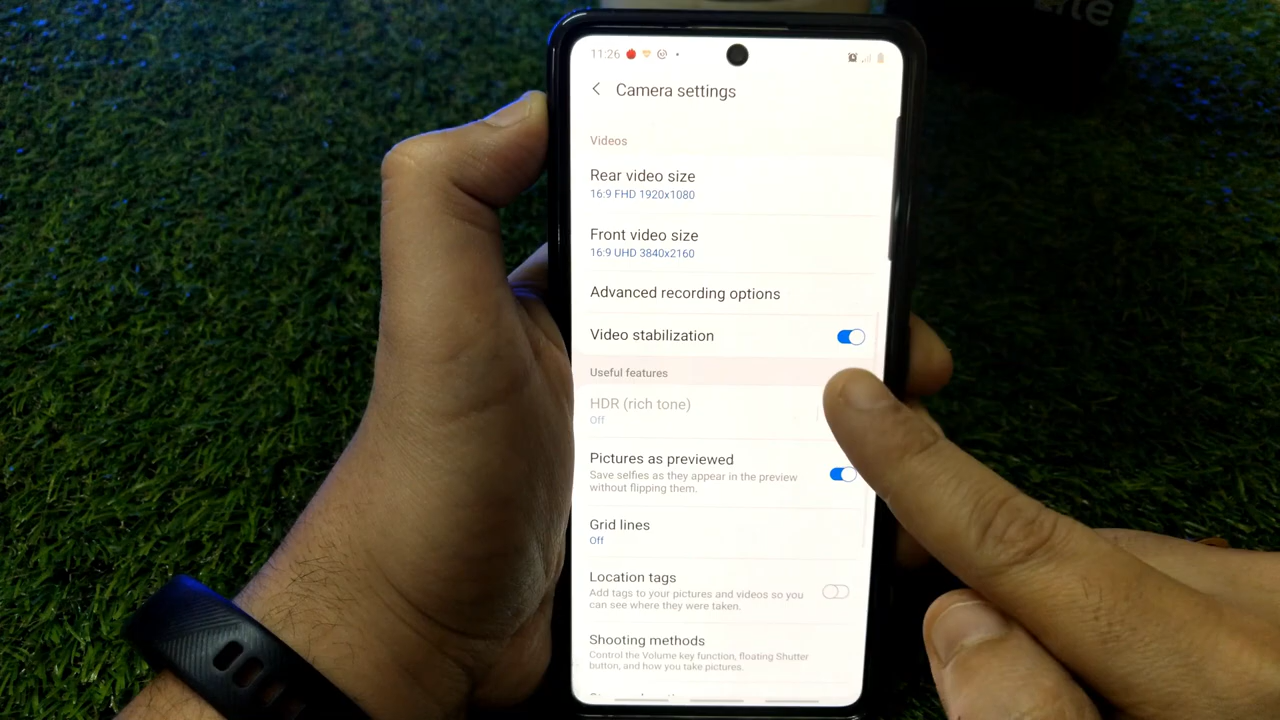 11:26
Camera settings
Videos
Rear video size
16:9 FHD 1920x1080
Front video size
16:9 UHD 3840x2160
Advanced recording options
Video stabilization
Useful features
HDR (rich tone)
Off
Pictures as previewed
Save selfies as they appear in the preview
without flipping them.
Grid lines
Off
Location tags
Add tags to your pictures and videos so you
can see where they were taken.
Shooting methods
Control the Volume key function, floating Shutter
button, and how you take pictures.